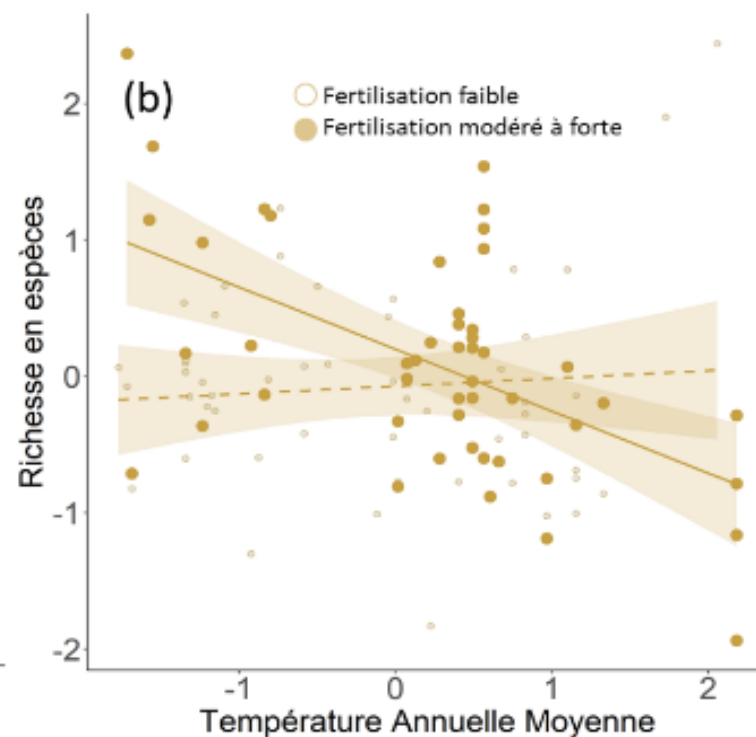 (b)
Fertilisation faible
Fertilisation modéré à forte
Richesse en espèces
2
1
0
-1
-2
-1
0
1
2
Température Annuelle Moyenne